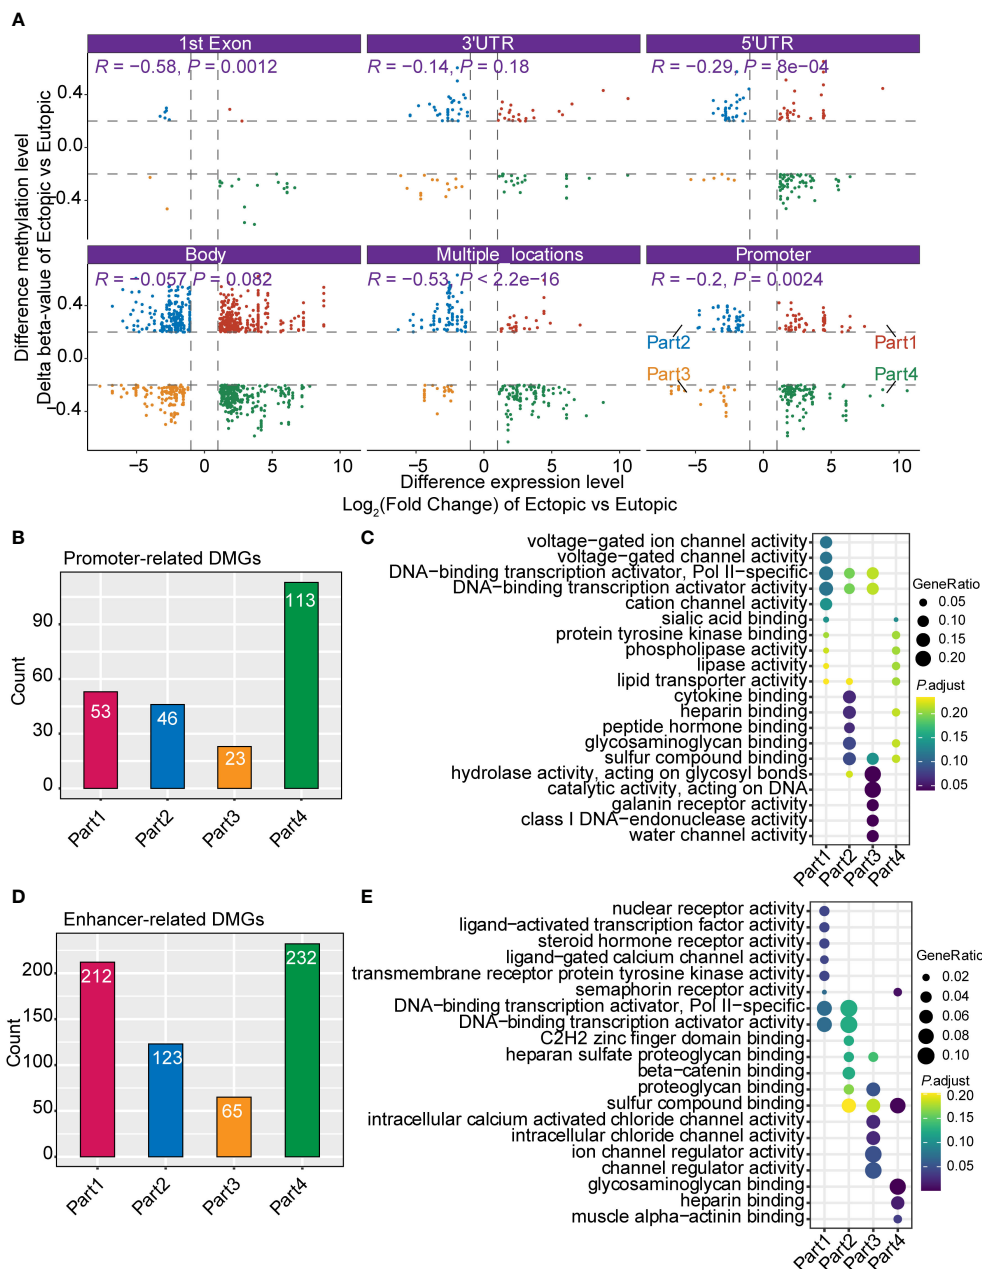 A
1st Exon
3'UTR
5'UTR
R = −0.58, P = 0.0012
R = −0.14, P = 0.18
R = −0.29, P = 8e−04
Body
Multiple_locations
Promoter
R = −0.057, P = 0.082
R = −0.53, P < 2.2e−16
R = −0.2, P = 0.0024
Difference methylation level
Delta beta-value of Ectopic vs Eutopic
0.4
0.0
−0.4
0.4
0.0
−0.4
Part2
Part1
Part3
Part4
−5 0 5 10
−5 0 5 10
−5 0 5 10
Difference expression level
Log2(Fold Change) of Ectopic vs Eutopic
B
Promoter-related DMGs
Count
90
60
30
0
53
46
23
113
Part1
Part2
Part3
Part4
C
voltage−gated ion channel activity
voltage−gated channel activity
DNA−binding transcription activator, Pol II−specific
DNA−binding transcription activator activity
cation channel activity
sialic acid binding
protein tyrosine kinase binding
phospholipase activity
lipase activity
lipid transporter activity
cytokine binding
heparin binding
peptide hormone binding
glycosaminoglycan binding
sulfur compound binding
hydrolase activity, acting on glycosyl bonds
catalytic activity, acting on DNA
galanin receptor activity
class I DNA−endonuclease activity
water channel activity
Part1
Part2
Part3
Part4
GeneRatio
0.05
0.10
0.15
0.20
P.adjust
0.20
0.15
0.10
0.05
D
Enhancer-related DMGs
Count
200
150
100
50
0
212
123
65
232
Part1
Part2
Part3
Part4
E
nuclear receptor activity
ligand−activated transcription factor activity
steroid hormone receptor activity
ligand−gated calcium channel activity
transmembrane receptor protein tyrosine kinase activity
semaphorin receptor activity
DNA−binding transcription activator, Pol II−specific
DNA−binding transcription activator activity
C2H2 zinc finger domain binding
heparan sulfate proteoglycan binding
beta−catenin binding
proteoglycan binding
sulfur compound binding
intracellular calcium activated chloride channel activity
intracellular chloride channel activity
ion channel regulator activity
channel regulator activity
glycosaminoglycan binding
heparin binding
muscle alpha−actinin binding
Part1
Part2
Part3
Part4
GeneRatio
0.02
0.04
0.06
0.08
0.10
P.adjust
0.20
0.15
0.10
0.05